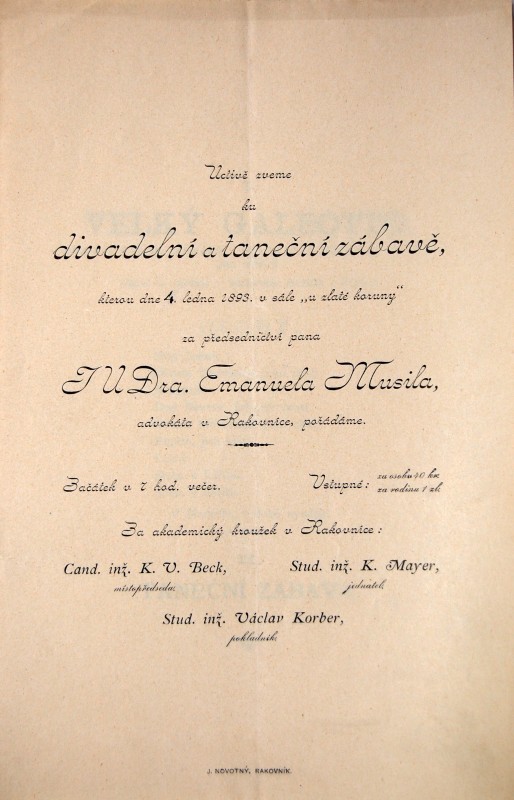 Uctivě zveme
ku
divadelní a taneční zábavě,
kterou dne 4. ledna 1893. v sále „u zlaté koruny"
za předsednictví pana
JUDra. Emanuela Musila,
advokáta v Rakovníce, pořádáme.
Začátek v 7 hod. večer.
Vstupné: za osobu 40 kr.
za rodinu 1 zl.
Za akademický kroužek v Rakovníce:
Cand. inž. K. V. Beck,
místopředseda.
Stud. inž. K. Mayer,
jednatel.
Stud. inž. Václav Korber,
pokladník.
J. NOVOTNÝ, RAKOVNÍK.